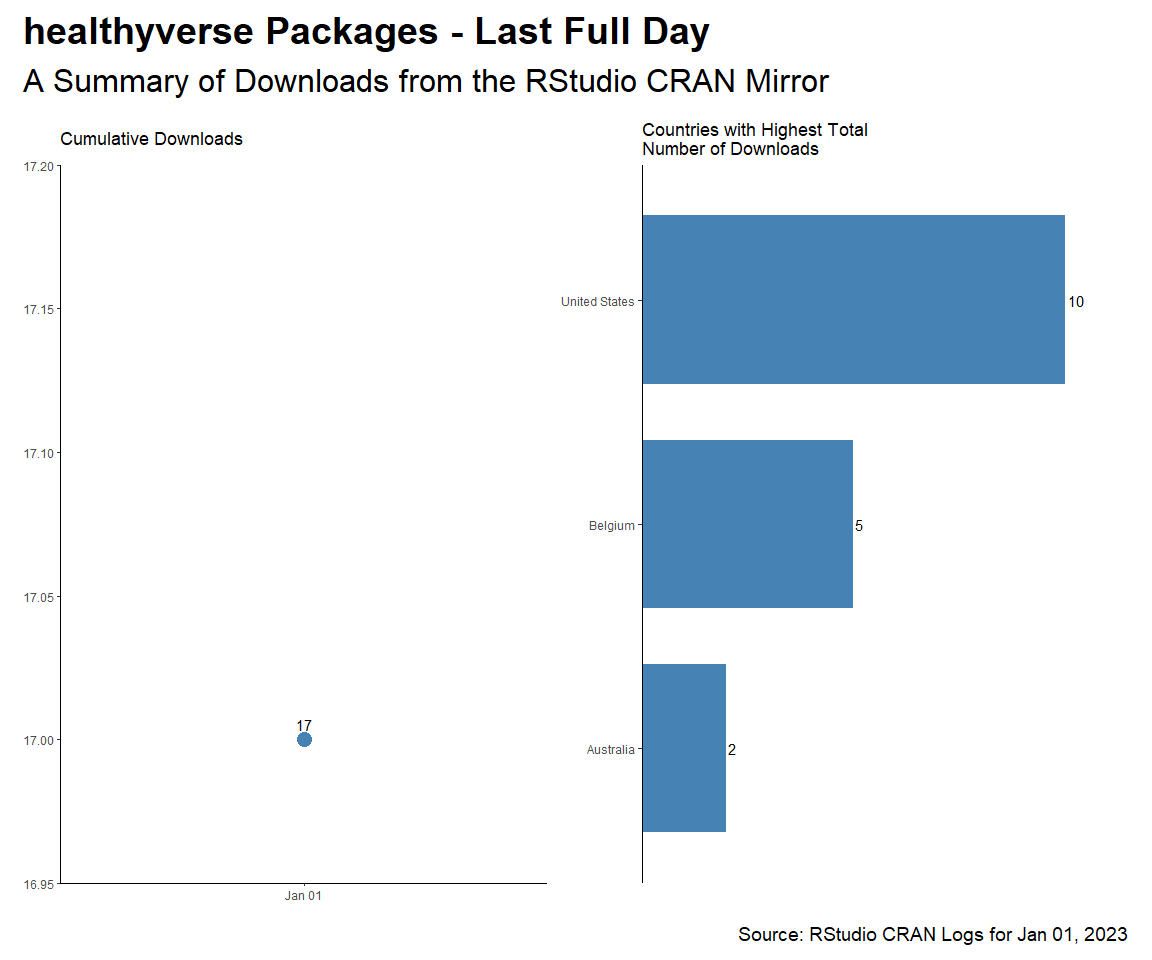 healthyverse Packages - Last Full Day
A Summary of Downloads from the RStudio CRAN Mirror
Cumulative Downloads
17.20
17.15
17.10
17.05
17.00
16.95
17
Jan 01
Countries with Highest Total
Number of Downloads
United States
10
Belgium
5
Australia
2
Source: RStudio CRAN Logs for Jan 01, 2023